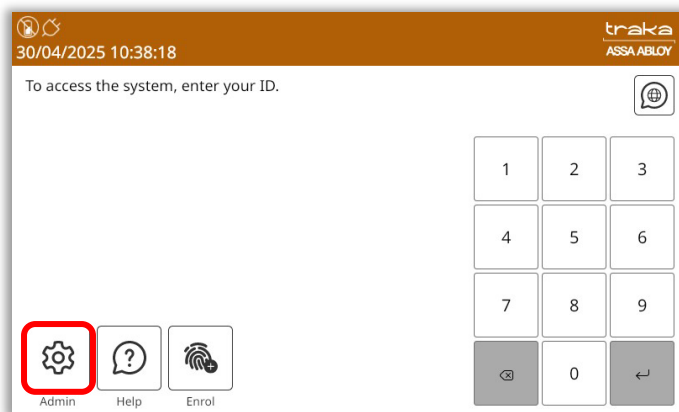 traka
30/04/2025 10:38:18
ASSA ABLOY
To access the system, enter your ID.
1 2 3
4 5 6
7 8 9
0
Admin Help Enrol